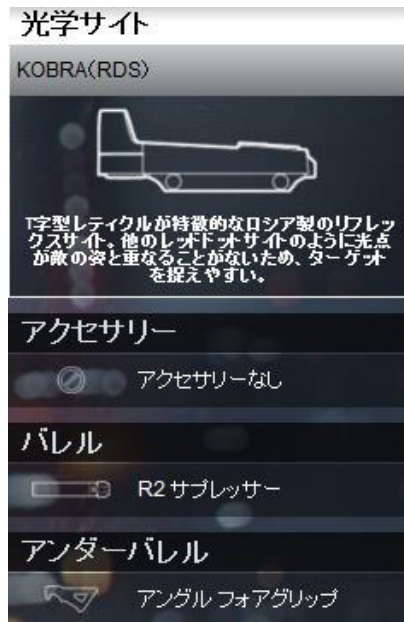 光学サイト
KOBRA(RDS)
T字型レティクルが特徴的なロシア製のリフレッ
クスサイト。他のレッドドットサイトのように光点
が敵の姿と重なることがないため、ターゲット
を捉えやすい。
アクセサリー
アクセサリーなし
バレル
R2 サプレッサー
アンダーバレル
アングル フォアグリップ